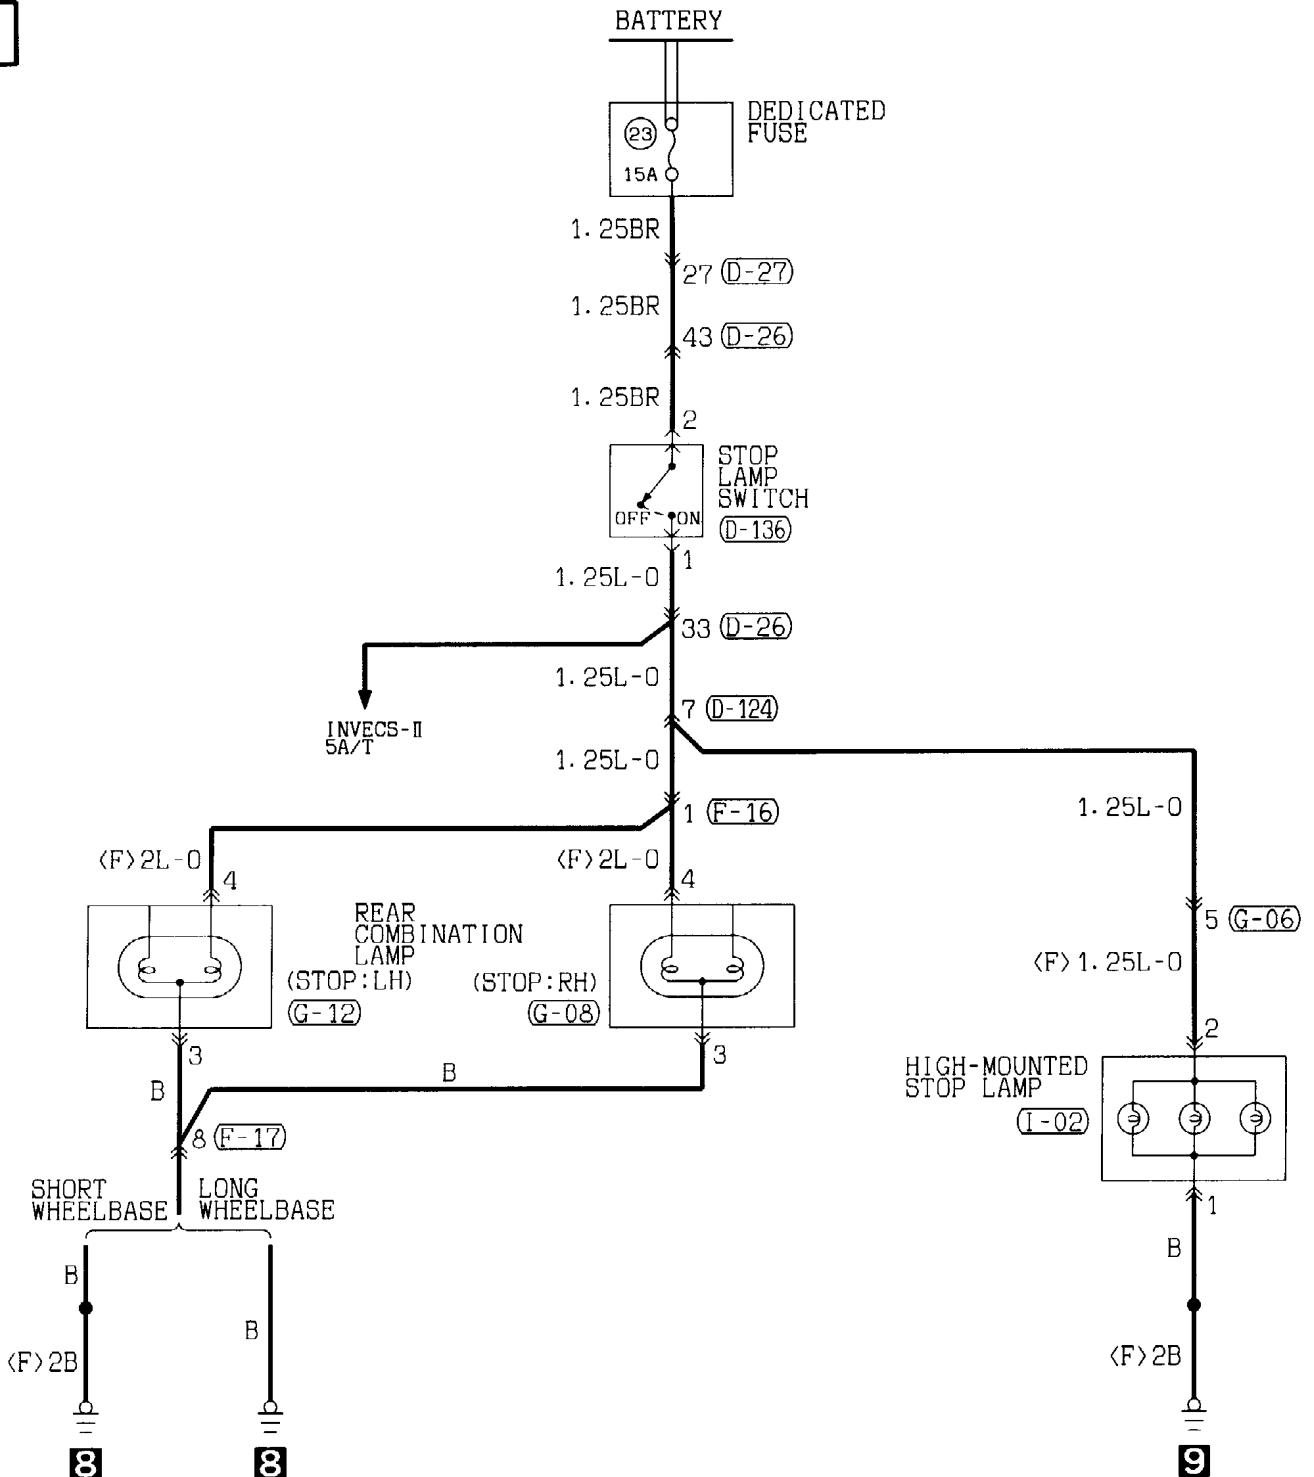 BATTERY
DEDICATED
FUSE
23
15A
1.25BR
27 D-27
1.25BR
43 D-26
1.25BR
2
STOP
LAMP
SWITCH
OFF ON
D-136
1
1.25L-O
33 D-26
1.25L-O
INVECS-II
5A/T
7 D-124
1.25L-O
1.25L-O
1 F-16
<F>2L-O
<F>2L-O
4
4
5 G-06
REAR
COMBINATION
LAMP
<F>1.25L-O
(STOP:LH)
(STOP:RH)
G-12
G-08
2
3
3
HIGH-MOUNTED
STOP LAMP
B
B
I-02
8 F-17
SHORT
WHEELBASE
LONG
WHEELBASE
1
B
B
B
<F>2B
<F>2B
8
8
9